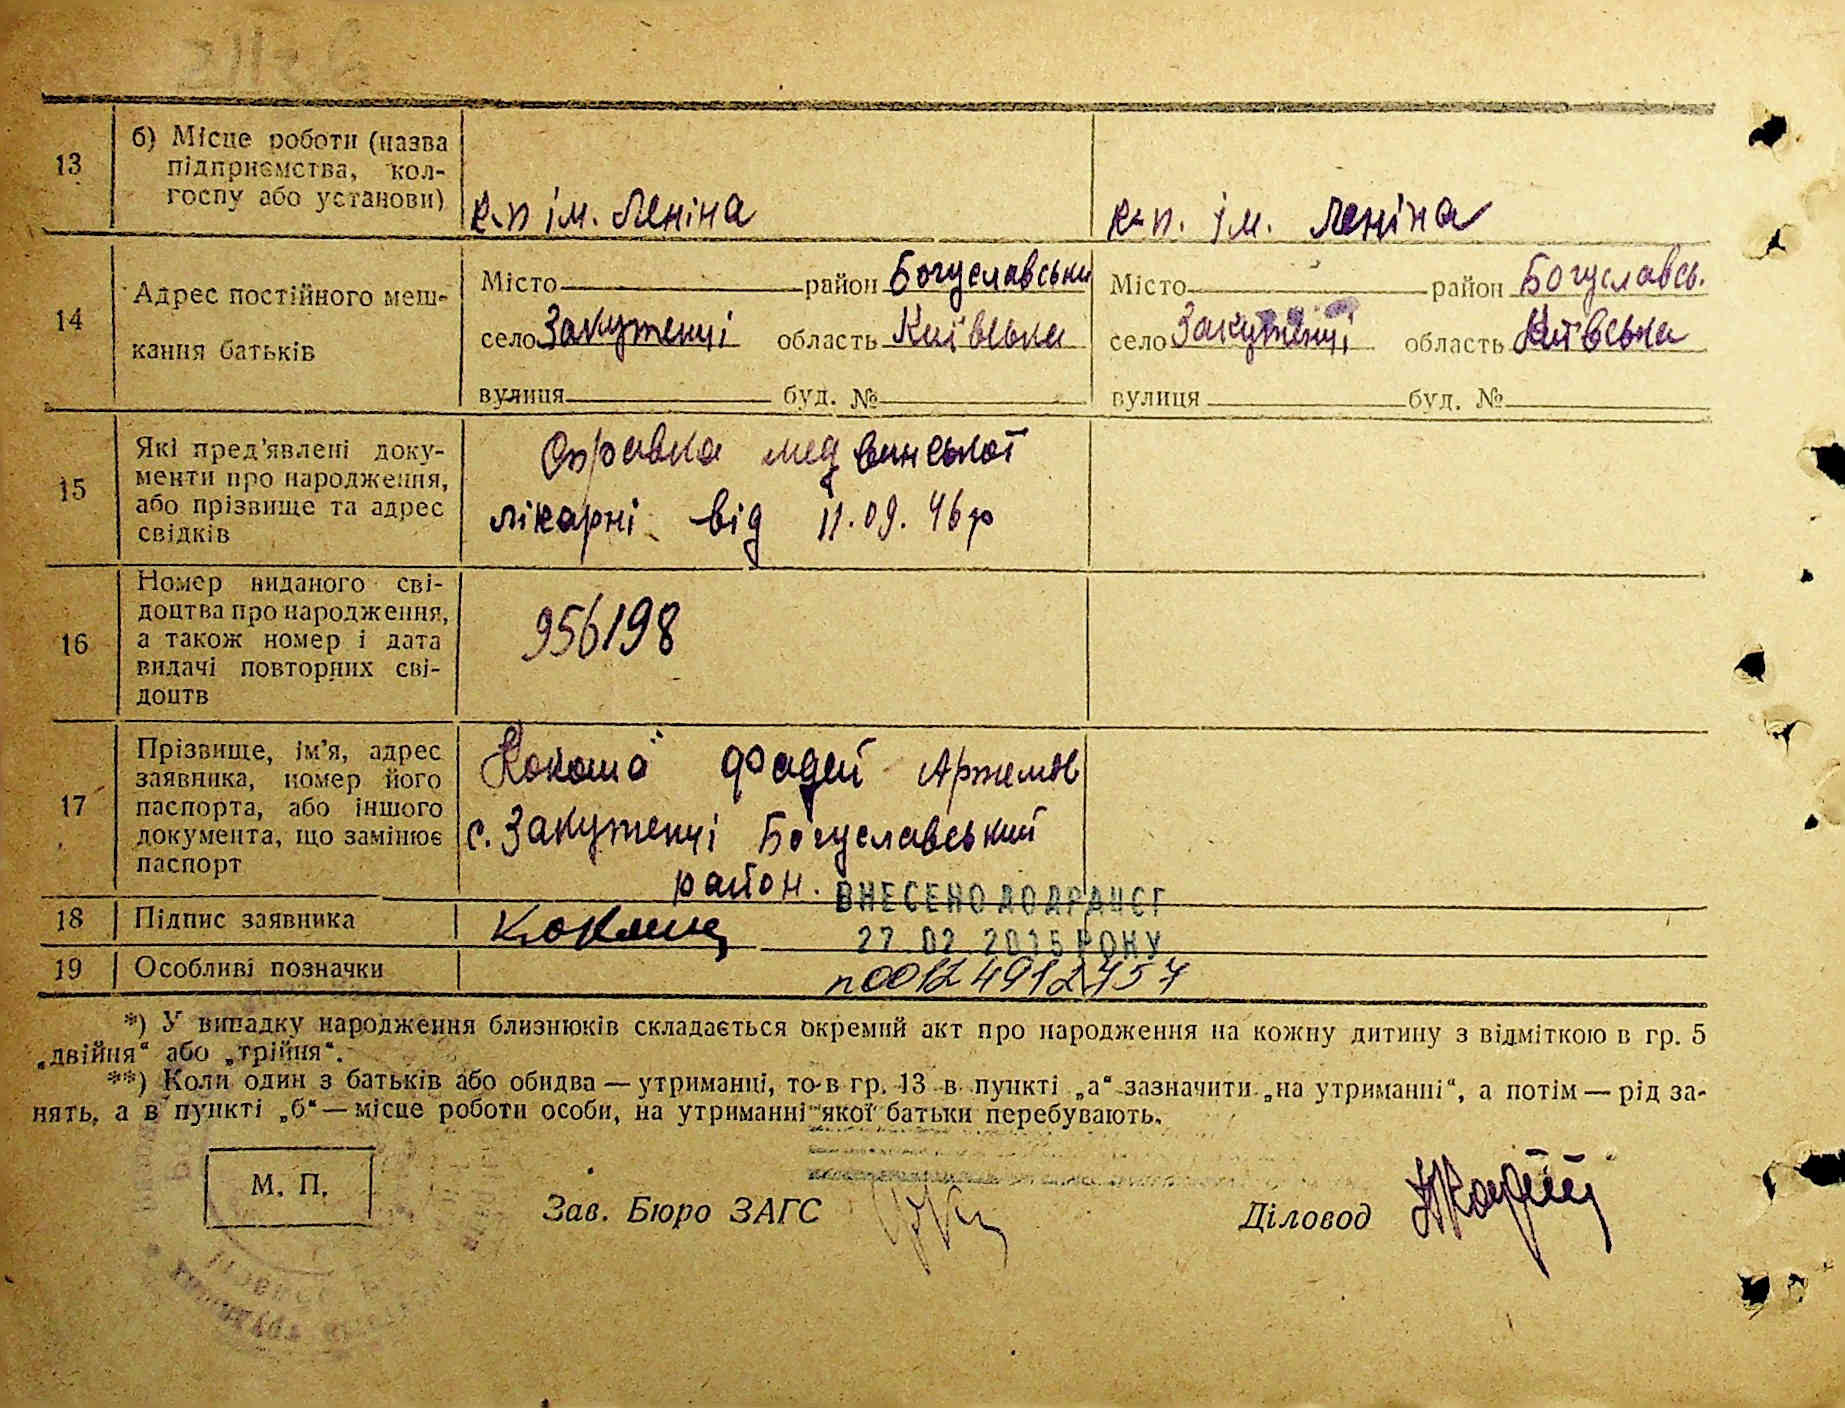 13
б) Місце роботи (назва
підприємства, кол-
госпу або установи)
к-п ім. Леніна
к-п. ім. Леніна
14
Адрес постійного меш-
кання батьків
Місто район Богуславськи
село Закутенці область Київська
вулиця буд. №
Місто район Богуславсь.
село Закутенці область Київська
вулиця буд. №
15
Які пред'явлені доку-
менти про народження,
або прізвище та адрес
свідків
Справка медвинської
лікарні від 11.09.46р
16
Номер виданого сві-
доцтва про народження,
а також номер і дата
видачі повторних сві-
доцтв
956198
17
Прізвище, ім'я, адрес
заявника, номер його
паспорта, або іншого
документа, що замінює
паспорт
Кокоша Фадей Артемов
с. Закутенці Богуславський
район.
ВНЕСЕНО ДО ДРАЦСГ
18
Підпис заявника
27 02 2015 РОКУ
19
Особливі позначки
п00124912757
*) У випадку народження близнюків складається окремий акт про народження на кожну дитину з відміткою в гр. 5
„двійня“ або „трійня“.
**) Коли один з батьків або обидва — утриманці, то в гр. 13 в пункті „а“ зазначити „на утриманні“, а потім — рід за-
нять, а в пункті „б“ — місце роботи особи, на утриманні якої батьки перебувають.
М. П.
Зав. Бюро ЗАГС
Діловод